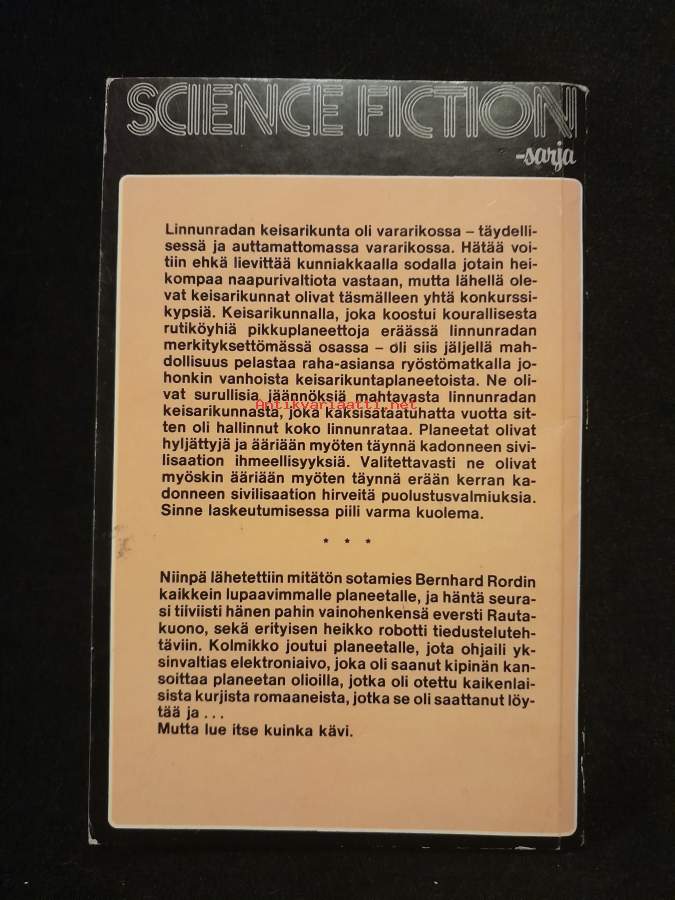 SCIENCE FICTION
-sarja
Linnunradan keisarikunta oli vararikossa – täydelli-
sessä ja auttamattomassa vararikossa. Hätää voi-
tiin ehkä lievittää kunniakkaalla sodalla jotain hei-
kompaa naapurivaltiota vastaan, mutta lähellä ole-
vat keisarikunnat olivat täsmälleen yhtä konkurssi-
kypsiä. Keisarikunnalla, joka koostui kourallisesta
rutiköyhiä pikkuplaneettoja eräässä linnunradan
merkityksettömässä osassa – oli siis jäljellä mah-
dollisuus pelastaa raha-asiansa ryöstömatkalla jo-
honkin vanhoista keisarikuntaplaneetoista. Ne oli-
vat surullisia jäännöksiä mahtavasta linnunradan
Antikvariaatti.net
keisarikunnasta, joka kaksisataatuhatta vuotta sit-
ten oli hallinnut koko linnunrataa. Planeetat olivat
hyljättyjä ja ääriään myöten täynnä kadonneen sivi-
lisaation ihmeellisyyksiä. Valitettavasti ne olivat
myöskin ääriään myöten täynnä erään kerran ka-
donneen sivilisaation hirveitä puolustusvalmiuksia.
Sinne laskeutumisessa piili varma kuolema.
* * *
Niinpä lähetettiin mitätön sotamies Bernhard Rordin
kaikkein lupaavimmalle planeetalle, ja häntä seura-
si tiiviisti hänen pahin vainohenkensä eversti Rauta-
kuono, sekä erityisen heikko robotti tiedusteluteh-
täviin. Kolmikko joutui planeetalle, jota ohjaili yk-
sinvaltias elektroniaivo, joka oli saanut kipinän kan-
soittaa planeetan olioilla, jotka oli otettu kaikenlai-
sista kurjista romaaneista, jotka se oli saattanut löy-
tää ja ...
Mutta lue itse kuinka kävi.